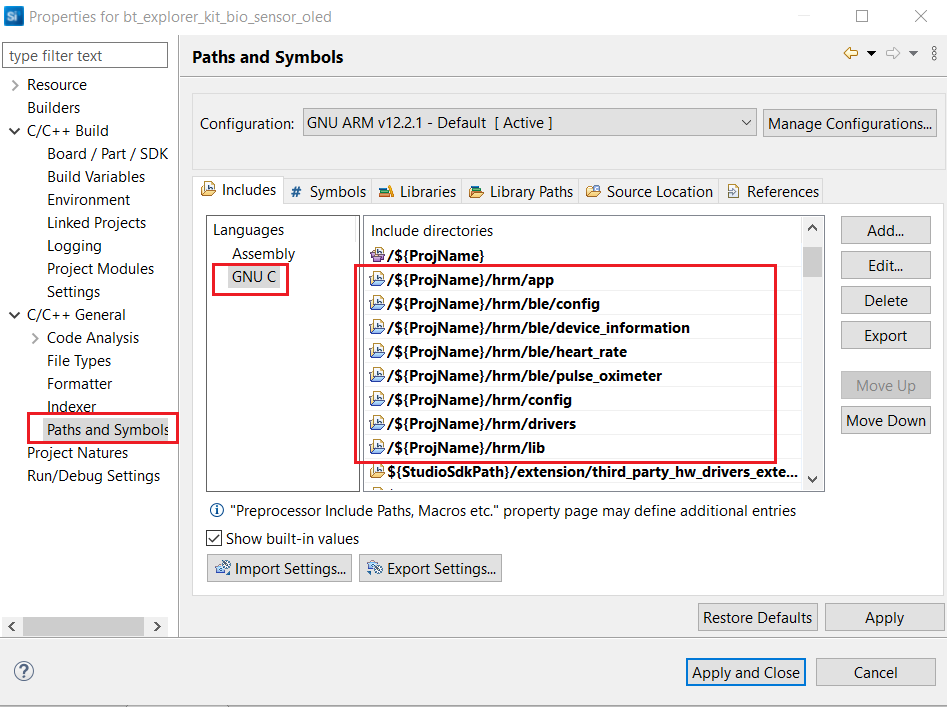 Si Properties for bt_explorer_kit_bio_sensor_oled
type filter text
Resource
Builders
C/C++ Build
Board / Part / SDK
Build Variables
Environment
Linked Projects
Logging
Project Modules
Settings
C/C++ General
Code Analysis
File Types
Formatter
Indexer
Paths and Symbols
Project Natures
Run/Debug Settings
Paths and Symbols
Configuration: GNU ARM v12.2.1 - Default [ Active ] Manage Configurations...
Includes # Symbols Libraries Library Paths Source Location References
Languages
Assembly
GNU C
Include directories
/${ProjName}
/${ProjName}/hrm/app
/${ProjName}/hrm/ble/config
/${ProjName}/hrm/ble/device_information
/${ProjName}/hrm/ble/heart_rate
/${ProjName}/hrm/ble/pulse_oximeter
/${ProjName}/hrm/config
/${ProjName}/hrm/drivers
/${ProjName}/hrm/lib
${StudioSdkPath}/extension/third_party_hw_drivers_exte...
Add...
Edit...
Delete
Export
Move Up
Move Down
"Preprocessor Include Paths, Macros etc." property page may define additional entries
Show built-in values
Import Settings... Export Settings...
Restore Defaults Apply
? Apply and Close Cancel